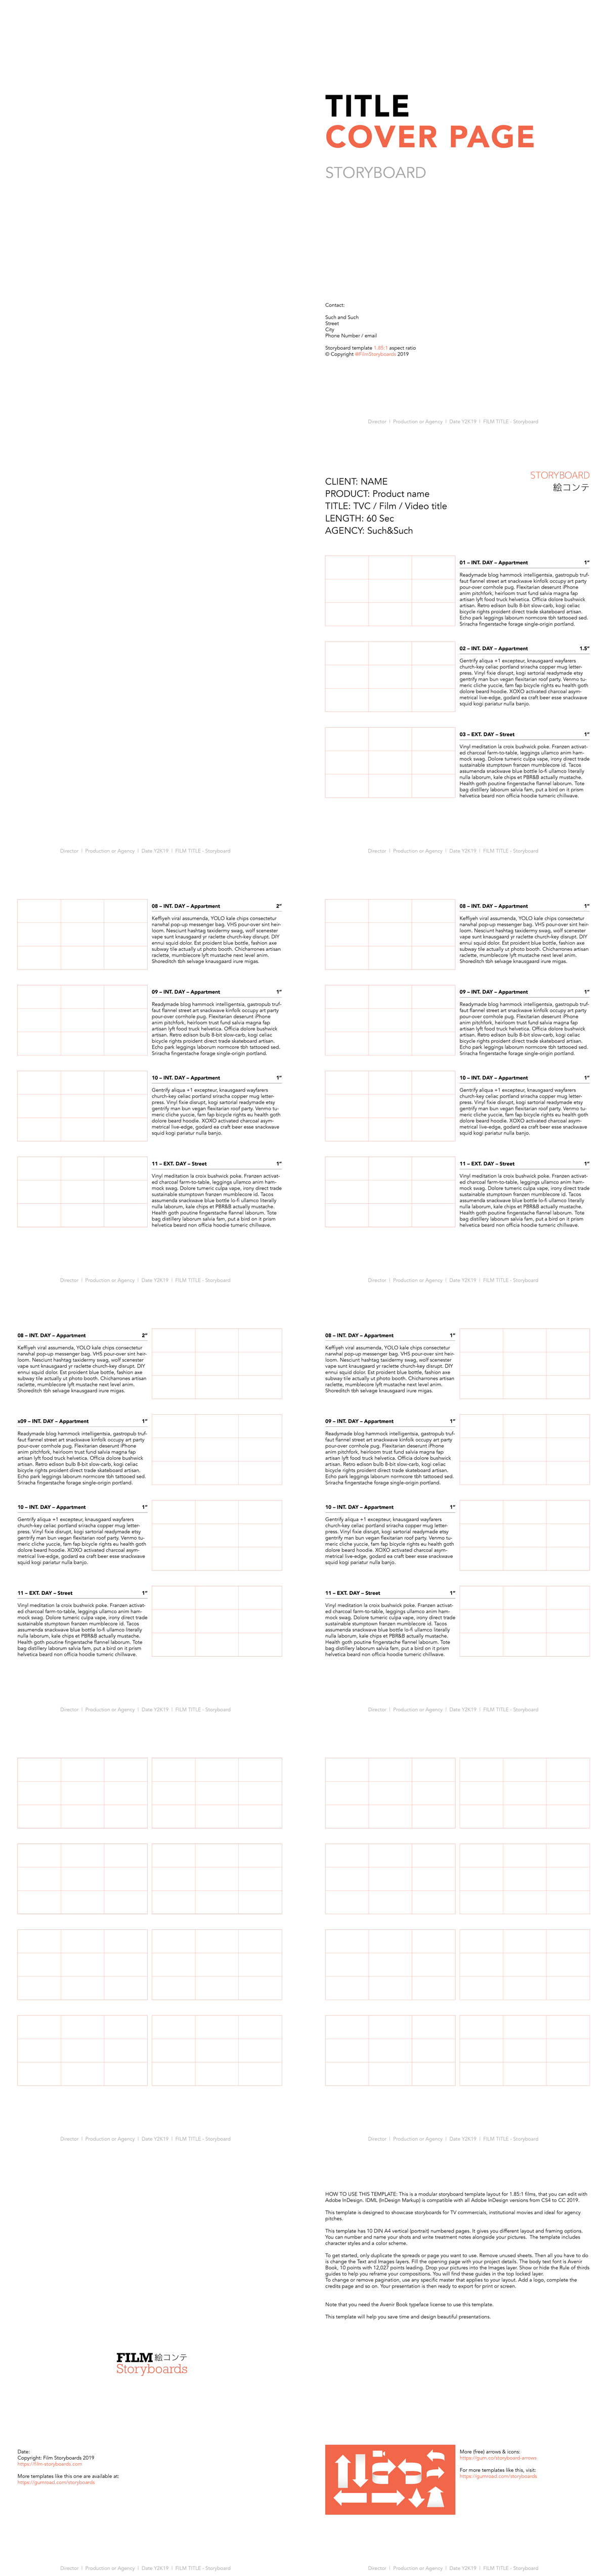 TITLE
COVER PAGE
STORYBOARD
Contact:
Such and Such
Street
City
Phone Number / email
Storyboard template 1.85:1 aspect ratio
© Copyright @FilmStoryboards 2019
Director | Production or Agency | Date Y2K19 | FILM TITLE - Storyboard
STORYBOARD
絵コンテ
CLIENT: NAME
PRODUCT: Product name
TITLE: TVC / Film / Video title
LENGTH: 60 Sec
AGENCY: Such&Such
01 – INT. DAY – Appartment 1”
Readymade blog hammock intelligentsia, gastropub truf-
faut flannel street art snackwave kinfolk occupy art party
pour-over cornhole pug. Flexitarian deserunt iPhone
anim pitchfork, heirloom trust fund salvia magna fap
artisan lyft food truck helvetica. Officia dolore bushwick
artisan. Retro edison bulb 8-bit slow-carb, kogi celiac
bicycle rights proident direct trade skateboard artisan.
Echo park leggings laborum normcore tbh tattooed sed.
Sriracha fingerstache forage single-origin portland.
02 – INT. DAY – Appartment 1.5”
Gentrify aliqua +1 excepteur, knausgaard wayfarers
church-key celiac portland sriracha copper mug letter-
press. Vinyl fixie disrupt, kogi sartorial readymade etsy
gentrify man bun vegan flexitarian roof party. Venmo tu-
meric cliche yuccie, fam fap bicycle rights eu health goth
dolore beard hoodie. XOXO activated charcoal asym-
metrical live-edge, godard ea craft beer esse snackwave
squid kogi pariatur nulla banjo.
03 – EXT. DAY – Street 1”
Vinyl meditation la croix bushwick poke. Franzen activat-
ed charcoal farm-to-table, leggings ullamco anim ham-
mock swag. Dolore tumeric culpa vape, irony direct trade
sustainable stumptown franzen mumblecore id. Tacos
assumenda snackwave blue bottle lo-fi ullamco literally
nulla laborum, kale chips et PBR&B actually mustache.
Health goth poutine fingerstache flannel laborum. Tote
bag distillery laborum salvia fam, put a bird on it prism
helvetica beard non officia hoodie tumeric chillwave.
Director | Production or Agency | Date Y2K19 | FILM TITLE - Storyboard
Director | Production or Agency | Date Y2K19 | FILM TITLE - Storyboard
08 – INT. DAY – Appartment 2”
Keffiyeh viral assumenda, YOLO kale chips consectetur
narwhal pop-up messenger bag. VHS pour-over sint heir-
loom. Nesciunt hashtag taxidermy swag, wolf scenester
vape sunt knausgaard yr raclette church-key disrupt. DIY
ennui squid dolor. Est proident blue bottle, fashion axe
subway tile actually ut photo booth. Chicharrones artisan
raclette, mumblecore lyft mustache next level anim.
Shoreditch tbh selvage knausgaard irure migas.
09 – INT. DAY – Appartment 1”
Readymade blog hammock intelligentsia, gastropub truf-
faut flannel street art snackwave kinfolk occupy art party
pour-over cornhole pug. Flexitarian deserunt iPhone
anim pitchfork, heirloom trust fund salvia magna fap
artisan lyft food truck helvetica. Officia dolore bushwick
artisan. Retro edison bulb 8-bit slow-carb, kogi celiac
bicycle rights proident direct trade skateboard artisan.
Echo park leggings laborum normcore tbh tattooed sed.
Sriracha fingerstache forage single-origin portland.
10 – INT. DAY – Appartment 1”
Gentrify aliqua +1 excepteur, knausgaard wayfarers
church-key celiac portland sriracha copper mug letter-
press. Vinyl fixie disrupt, kogi sartorial readymade etsy
gentrify man bun vegan flexitarian roof party. Venmo tu-
meric cliche yuccie, fam fap bicycle rights eu health goth
dolore beard hoodie. XOXO activated charcoal asym-
metrical live-edge, godard ea craft beer esse snackwave
squid kogi pariatur nulla banjo.
11 – EXT. DAY – Street 1”
Vinyl meditation la croix bushwick poke. Franzen activat-
ed charcoal farm-to-table, leggings ullamco anim ham-
mock swag. Dolore tumeric culpa vape, irony direct trade
sustainable stumptown franzen mumblecore id. Tacos
assumenda snackwave blue bottle lo-fi ullamco literally
nulla laborum, kale chips et PBR&B actually mustache.
Health goth poutine fingerstache flannel laborum. Tote
bag distillery laborum salvia fam, put a bird on it prism
helvetica beard non officia hoodie tumeric chillwave.
Director | Production or Agency | Date Y2K19 | FILM TITLE - Storyboard
08 – INT. DAY – Appartment 1”
Keffiyeh viral assumenda, YOLO kale chips consectetur
narwhal pop-up messenger bag. VHS pour-over sint heir-
loom. Nesciunt hashtag taxidermy swag, wolf scenester
vape sunt knausgaard yr raclette church-key disrupt. DIY
ennui squid dolor. Est proident blue bottle, fashion axe
subway tile actually ut photo booth. Chicharrones artisan
raclette, mumblecore lyft mustache next level anim.
Shoreditch tbh selvage knausgaard irure migas.
09 – INT. DAY – Appartment 1”
Readymade blog hammock intelligentsia, gastropub truf-
faut flannel street art snackwave kinfolk occupy art party
pour-over cornhole pug. Flexitarian deserunt iPhone
anim pitchfork, heirloom trust fund salvia magna fap
artisan lyft food truck helvetica. Officia dolore bushwick
artisan. Retro edison bulb 8-bit slow-carb, kogi celiac
bicycle rights proident direct trade skateboard artisan.
Echo park leggings laborum normcore tbh tattooed sed.
Sriracha fingerstache forage single-origin portland.
10 – INT. DAY – Appartment 1”
Gentrify aliqua +1 excepteur, knausgaard wayfarers
church-key celiac portland sriracha copper mug letter-
press. Vinyl fixie disrupt, kogi sartorial readymade etsy
gentrify man bun vegan flexitarian roof party. Venmo tu-
meric cliche yuccie, fam fap bicycle rights eu health goth
dolore beard hoodie. XOXO activated charcoal asym-
metrical live-edge, godard ea craft beer esse snackwave
squid kogi pariatur nulla banjo.
11 – EXT. DAY – Street 1”
Vinyl meditation la croix bushwick poke. Franzen activat-
ed charcoal farm-to-table, leggings ullamco anim ham-
mock swag. Dolore tumeric culpa vape, irony direct trade
sustainable stumptown franzen mumblecore id. Tacos
assumenda snackwave blue bottle lo-fi ullamco literally
nulla laborum, kale chips et PBR&B actually mustache.
Health goth poutine fingerstache flannel laborum. Tote
bag distillery laborum salvia fam, put a bird on it prism
helvetica beard non officia hoodie tumeric chillwave.
Director | Production or Agency | Date Y2K19 | FILM TITLE - Storyboard
08 – INT. DAY – Appartment 2”
Keffiyeh viral assumenda, YOLO kale chips consectetur
narwhal pop-up messenger bag. VHS pour-over sint heir-
loom. Nesciunt hashtag taxidermy swag, wolf scenester
vape sunt knausgaard yr raclette church-key disrupt. DIY
ennui squid dolor. Est proident blue bottle, fashion axe
subway tile actually ut photo booth. Chicharrones artisan
raclette, mumblecore lyft mustache next level anim.
Shoreditch tbh selvage knausgaard irure migas.
x09 – INT. DAY – Appartment 1”
Readymade blog hammock intelligentsia, gastropub truf-
faut flannel street art snackwave kinfolk occupy art party
pour-over cornhole pug. Flexitarian deserunt iPhone
anim pitchfork, heirloom trust fund salvia magna fap
artisan lyft food truck helvetica. Officia dolore bushwick
artisan. Retro edison bulb 8-bit slow-carb, kogi celiac
bicycle rights proident direct trade skateboard artisan.
Echo park leggings laborum normcore tbh tattooed sed.
Sriracha fingerstache forage single-origin portland.
10 – INT. DAY – Appartment 1”
Gentrify aliqua +1 excepteur, knausgaard wayfarers
church-key celiac portland sriracha copper mug letter-
press. Vinyl fixie disrupt, kogi sartorial readymade etsy
gentrify man bun vegan flexitarian roof party. Venmo tu-
meric cliche yuccie, fam fap bicycle rights eu health goth
dolore beard hoodie. XOXO activated charcoal asym-
metrical live-edge, godard ea craft beer esse snackwave
squid kogi pariatur nulla banjo.
11 – EXT. DAY – Street 1”
Vinyl meditation la croix bushwick poke. Franzen activat-
ed charcoal farm-to-table, leggings ullamco anim ham-
mock swag. Dolore tumeric culpa vape, irony direct trade
sustainable stumptown franzen mumblecore id. Tacos
assumenda snackwave blue bottle lo-fi ullamco literally
nulla laborum, kale chips et PBR&B actually mustache.
Health goth poutine fingerstache flannel laborum. Tote
bag distillery laborum salvia fam, put a bird on it prism
helvetica beard non officia hoodie tumeric chillwave.
Director | Production or Agency | Date Y2K19 | FILM TITLE - Storyboard
08 – INT. DAY – Appartment 1”
Keffiyeh viral assumenda, YOLO kale chips consectetur
narwhal pop-up messenger bag. VHS pour-over sint heir-
loom. Nesciunt hashtag taxidermy swag, wolf scenester
vape sunt knausgaard yr raclette church-key disrupt. DIY
ennui squid dolor. Est proident blue bottle, fashion axe
subway tile actually ut photo booth. Chicharrones artisan
raclette, mumblecore lyft mustache next level anim.
Shoreditch tbh selvage knausgaard irure migas.
09 – INT. DAY – Appartment 1”
Readymade blog hammock intelligentsia, gastropub truf-
faut flannel street art snackwave kinfolk occupy art party
pour-over cornhole pug. Flexitarian deserunt iPhone
anim pitchfork, heirloom trust fund salvia magna fap
artisan lyft food truck helvetica. Officia dolore bushwick
artisan. Retro edison bulb 8-bit slow-carb, kogi celiac
bicycle rights proident direct trade skateboard artisan.
Echo park leggings laborum normcore tbh tattooed sed.
Sriracha fingerstache forage single-origin portland.
10 – INT. DAY – Appartment 1”
Gentrify aliqua +1 excepteur, knausgaard wayfarers
church-key celiac portland sriracha copper mug letter-
press. Vinyl fixie disrupt, kogi sartorial readymade etsy
gentrify man bun vegan flexitarian roof party. Venmo tu-
meric cliche yuccie, fam fap bicycle rights eu health goth
dolore beard hoodie. XOXO activated charcoal asym-
metrical live-edge, godard ea craft beer esse snackwave
squid kogi pariatur nulla banjo.
11 – EXT. DAY – Street 1”
Vinyl meditation la croix bushwick poke. Franzen activat-
ed charcoal farm-to-table, leggings ullamco anim ham-
mock swag. Dolore tumeric culpa vape, irony direct trade
sustainable stumptown franzen mumblecore id. Tacos
assumenda snackwave blue bottle lo-fi ullamco literally
nulla laborum, kale chips et PBR&B actually mustache.
Health goth poutine fingerstache flannel laborum. Tote
bag distillery laborum salvia fam, put a bird on it prism
helvetica beard non officia hoodie tumeric chillwave.
Director | Production or Agency | Date Y2K19 | FILM TITLE - Storyboard
Director | Production or Agency | Date Y2K19 | FILM TITLE - Storyboard
Director | Production or Agency | Date Y2K19 | FILM TITLE - Storyboard
FILM 絵コンテ
Storyboards
Date:
Copyright: Film Storyboards 2019
https://film-storyboards.com
More templates like this one are available at:
https://gumroad.com/storyboards
Director | Production or Agency | Date Y2K19 | FILM TITLE - Storyboard
HOW TO USE THIS TEMPLATE: This is a modular storyboard template layout for 1.85:1 films, that you can edit with
Adobe InDesign. IDML (InDesign Markup) is compatible with all Adobe InDesign versions from CS4 to CC 2019.
This template is designed to showcase storyboards for TV commercials, institutional movies and ideal for agency
pitches.
This template has 10 DIN A4 vertical (portrait) numbered pages. It gives you different layout and framing options.
You can number and name your shots and write treatment notes alongside your pictures. The template includes
character styles and a color scheme.
To get started, only duplicate the spreads or page you want to use. Remove unused sheets. Then all you have to do
is change the Text and Images layers. Fill the opening page with your project details. The body text font is Avenir
Book, 10 points with 12,027 points leading. Drop your pictures into the Images layer. Show or hide the Rule of thirds
guides to help you reframe your compositions. You will find these guides in the top locked layer.
To change or remove pagination, use any specific master that applies to your layout. Add a logo, complete the
credits page and so on. Your presentation is then ready to export for print or screen.
Note that you need the Avenir Book typeface license to use this template.
This template will help you save time and design beautiful presentations.
More (free) arrows & icons:
https://gum.co/storyboard-arrows
For more templates like this, visit:
https://gumroad.com/storyboards
Director | Production or Agency | Date Y2K19 | FILM TITLE - Storyboard